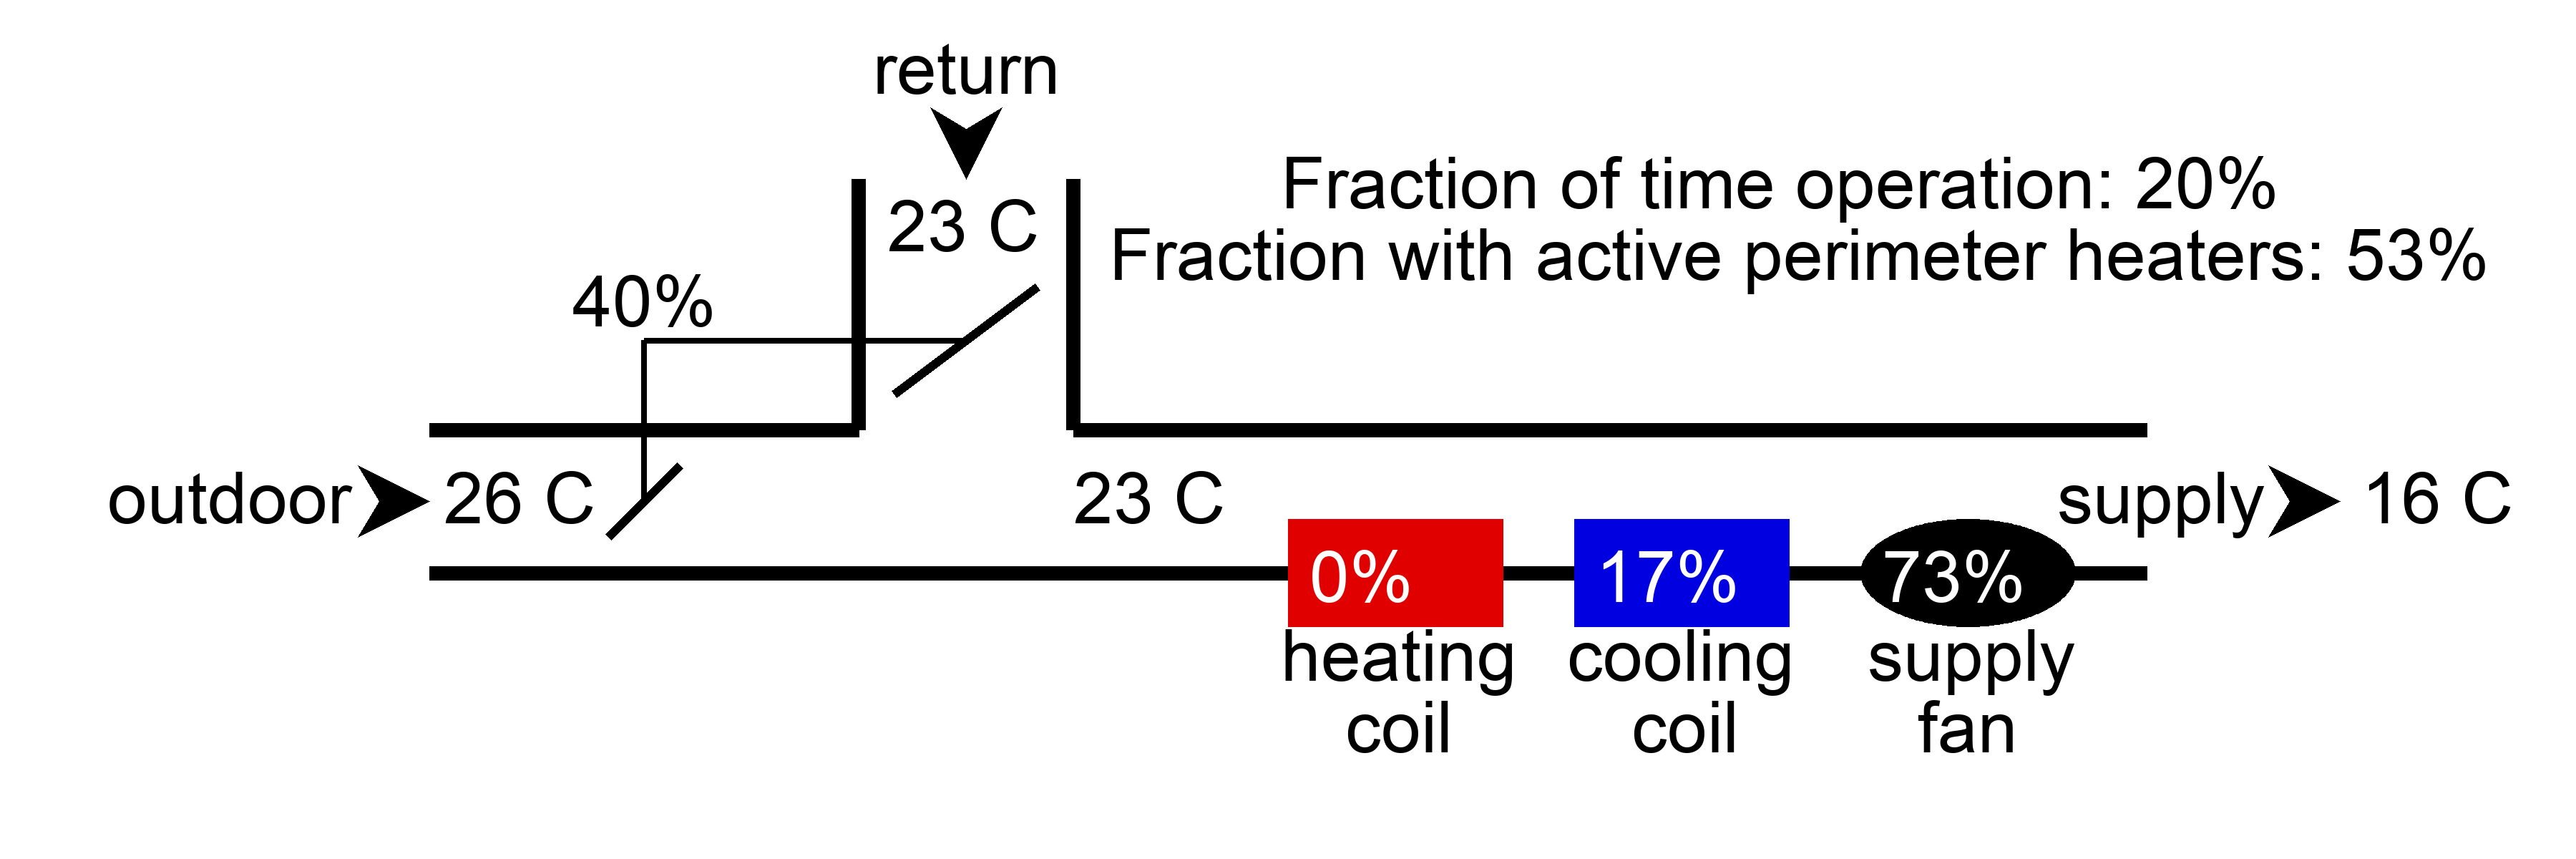 return
23 C
Fraction of time operation: 20%
Fraction with active perimeter heaters: 53%
40%
outdoor
26 C
23 C
supply
16 C
0%
17%
73%
heating
coil
cooling
coil
supply
fan